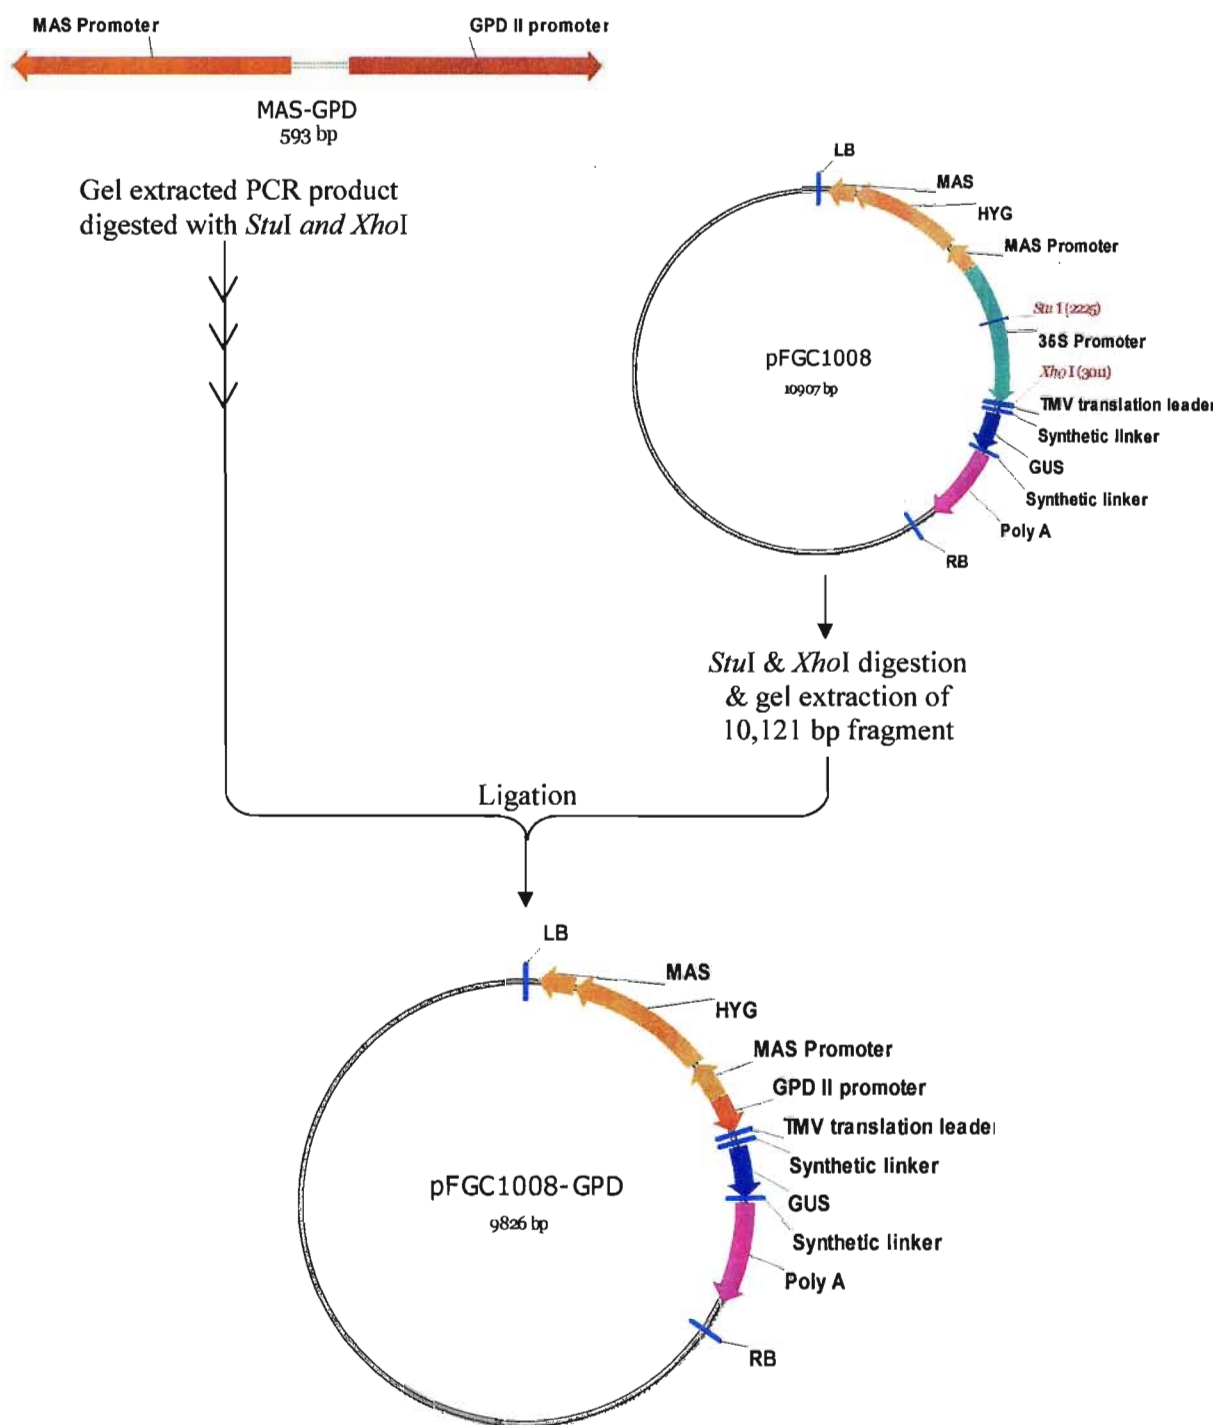 MAS Promoter
GPD II promoter
MAS-GPD
593 bp
Gel extracted PCR product
digested with StuI and XhoI
LB
MAS
HYG
MAS Promoter
Stu I (2225)
35S Promoter
Xho I (3011)
TMV translation leader
Synthetic linker
GUS
Synthetic linker
Poly A
RB
pFGC1008
10907 bp
StuI & XhoI digestion
& gel extraction of
10,121 bp fragment
Ligation
LB
MAS
HYG
MAS Promoter
GPD II promoter
TMV translation leade
Synthetic linker
GUS
Synthetic linker
Poly A
RB
pFGC1008-GPD
9826 bp